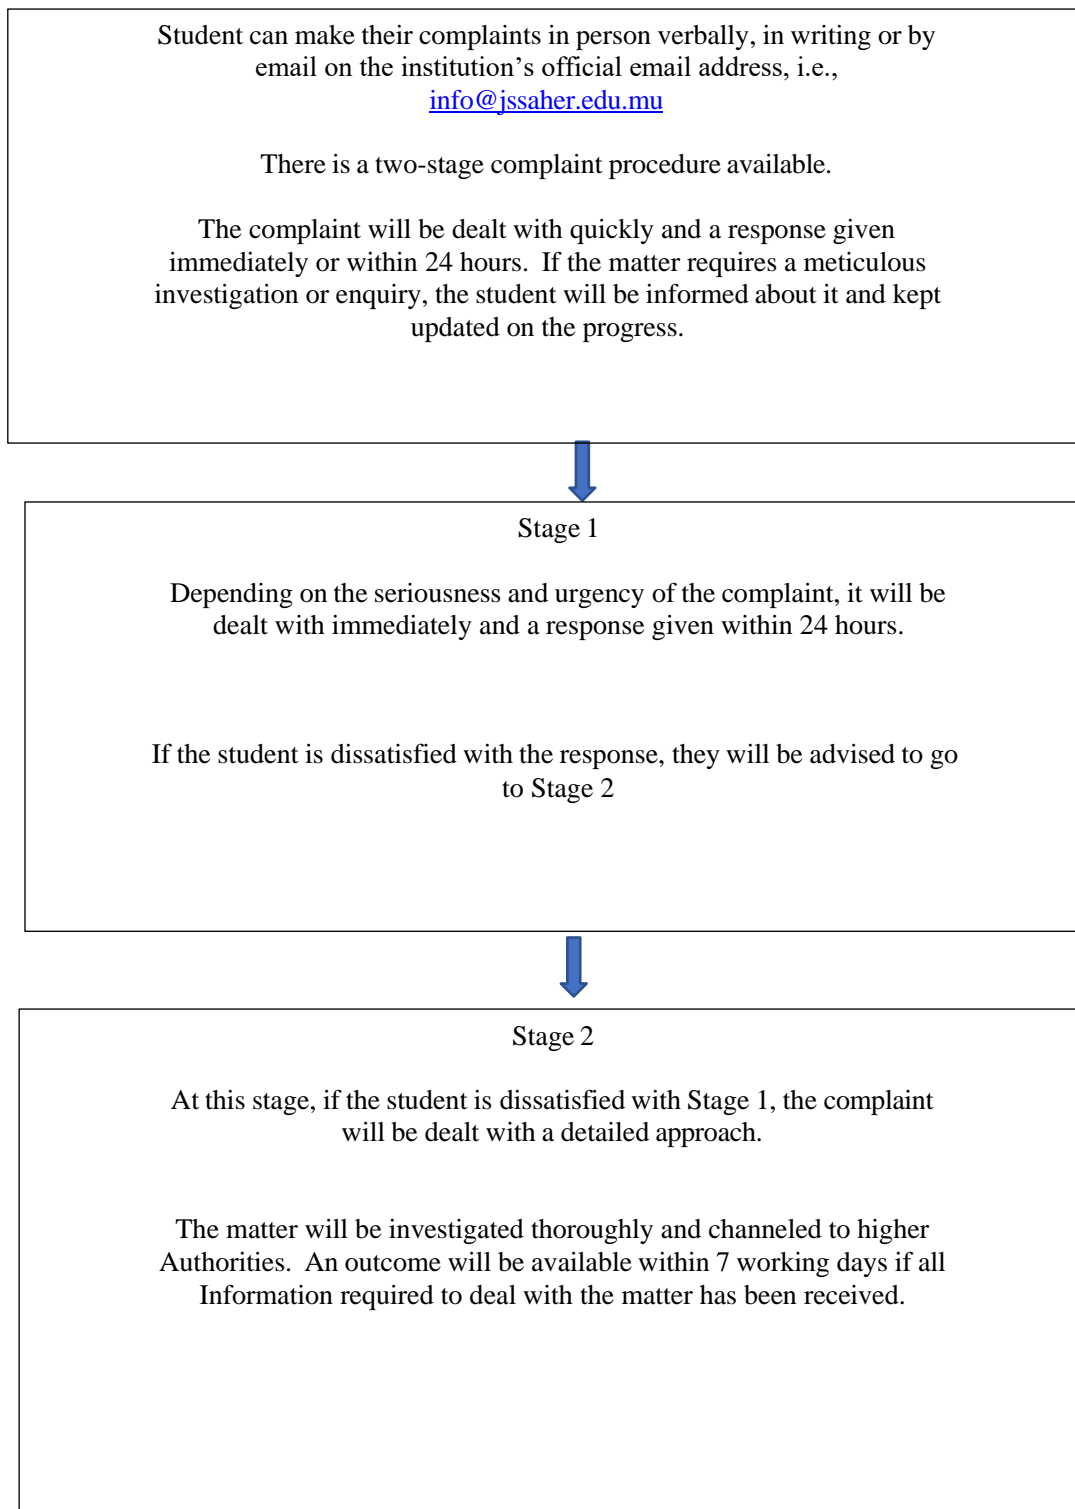 Student can make their complaints in person verbally, in writing or by
email on the institution’s official email address, i.e.,
info@jssaher.edu.mu
There is a two-stage complaint procedure available.
The complaint will be dealt with quickly and a response given
immediately or within 24 hours.  If the matter requires a meticulous
investigation or enquiry, the student will be informed about it and kept
updated on the progress.
Stage 1
Depending on the seriousness and urgency of the complaint, it will be
dealt with immediately and a response given within 24 hours.
If the student is dissatisfied with the response, they will be advised to go
to Stage 2
Stage 2
At this stage, if the student is dissatisfied with Stage 1, the complaint
will be dealt with a detailed approach.
The matter will be investigated thoroughly and channeled to higher
Authorities.  An outcome will be available within 7 working days if all
Information required to deal with the matter has been received.